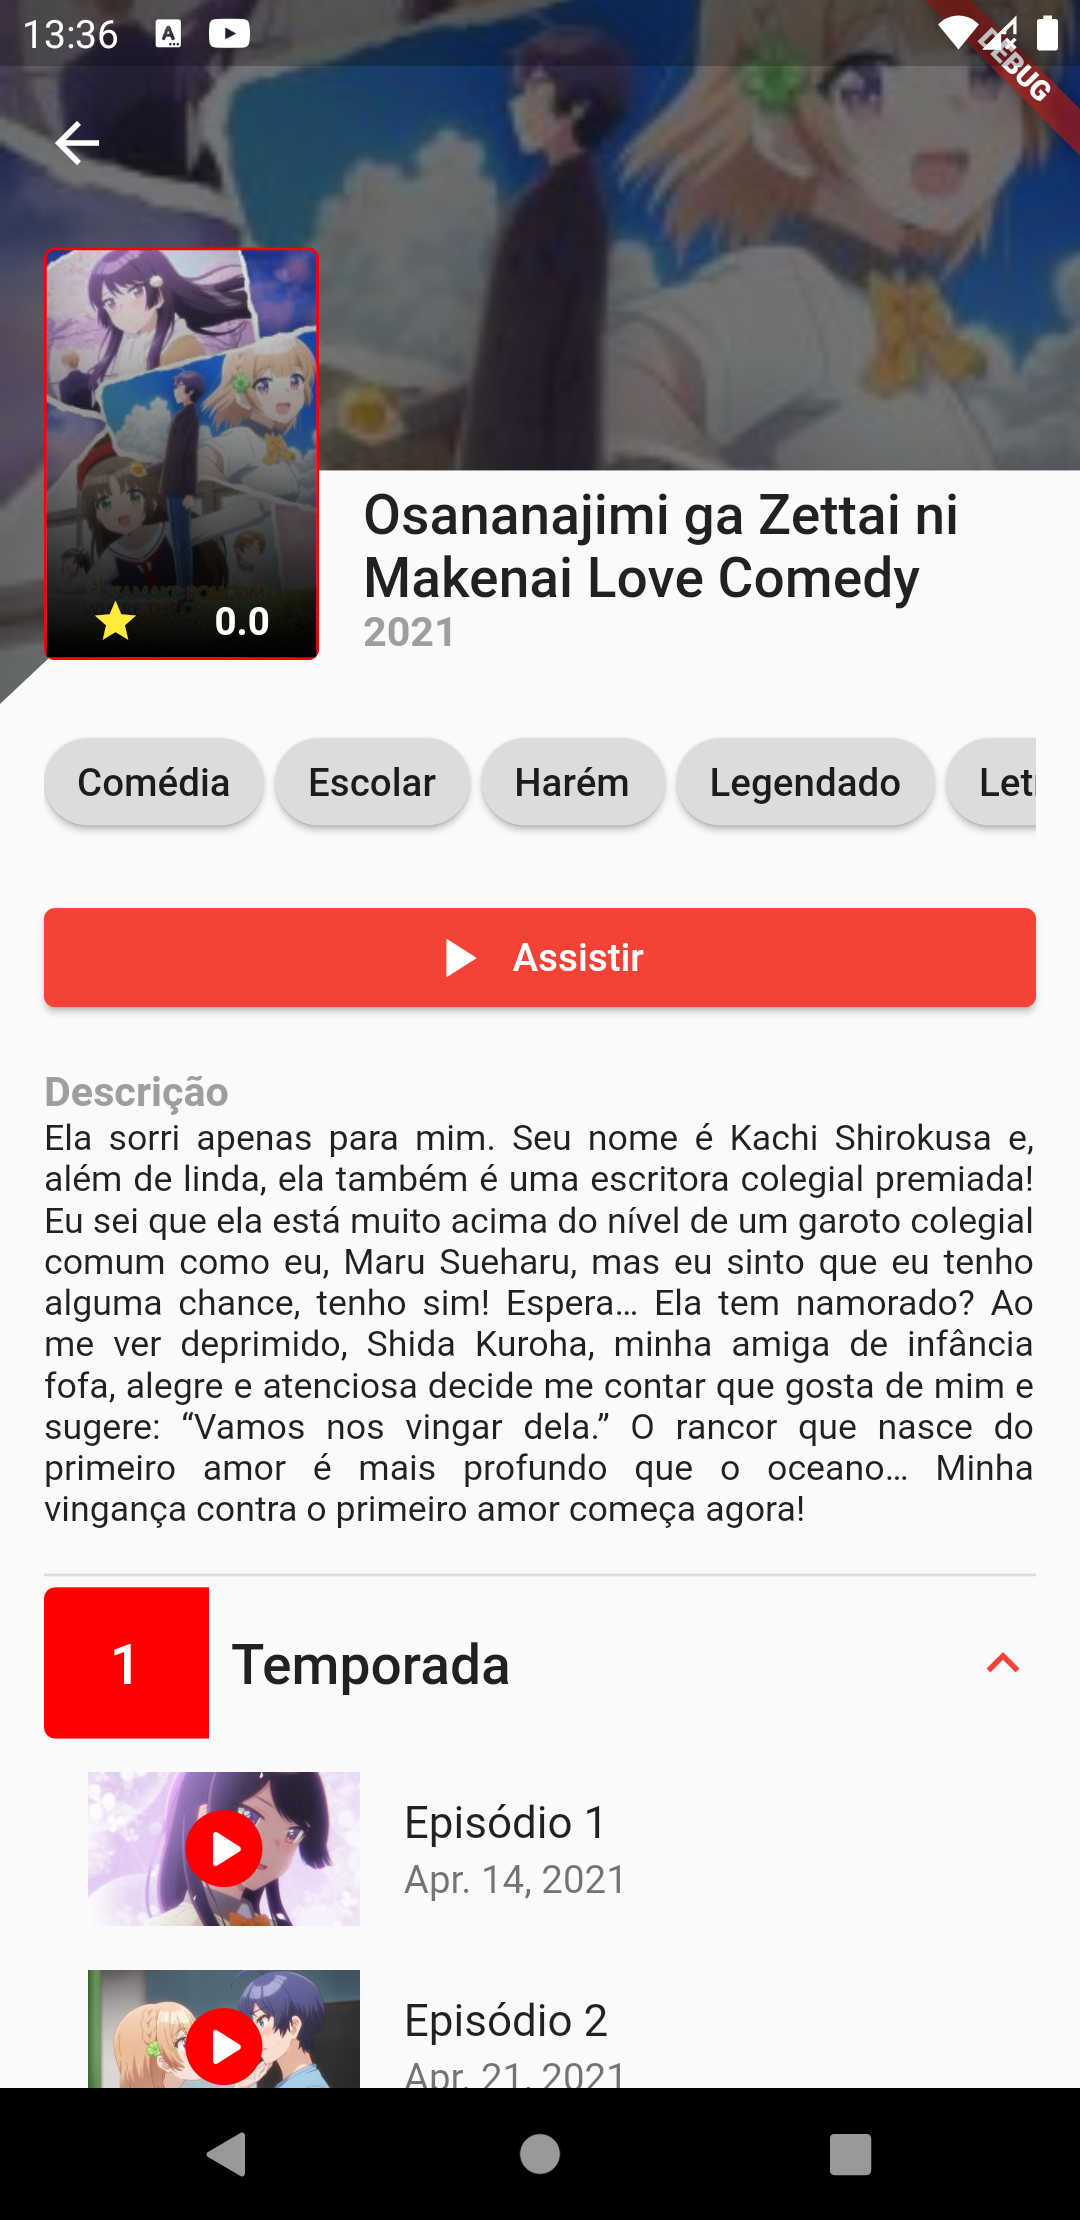 13:36
DEBUG
Osananajimi ga Zettai ni
Makenai Love Comedy
2021
0.0
Comédia
Escolar
Harém
Legendado
Assistir
Descrição
Ela sorri apenas para mim. Seu nome é Kachi Shirokusa e,
além de linda, ela também é uma escritora colegial premiada!
Eu sei que ela está muito acima do nível de um garoto colegial
comum como eu, Maru Sueharu, mas eu sinto que eu tenho
alguma chance, tenho sim! Espera... Ela tem namorado? Ao
me ver deprimido, Shida Kuroha, minha amiga de infância
fofa, alegre e atenciosa decide me contar que gosta de mim e
sugere: “Vamos nos vingar dela.” O rancor que nasce do
primeiro amor é mais profundo que o oceano... Minha
vingança contra o primeiro amor começa agora!
1
Temporada
Episódio 1
Apr. 14, 2021
Episódio 2
Apr. 21, 2021